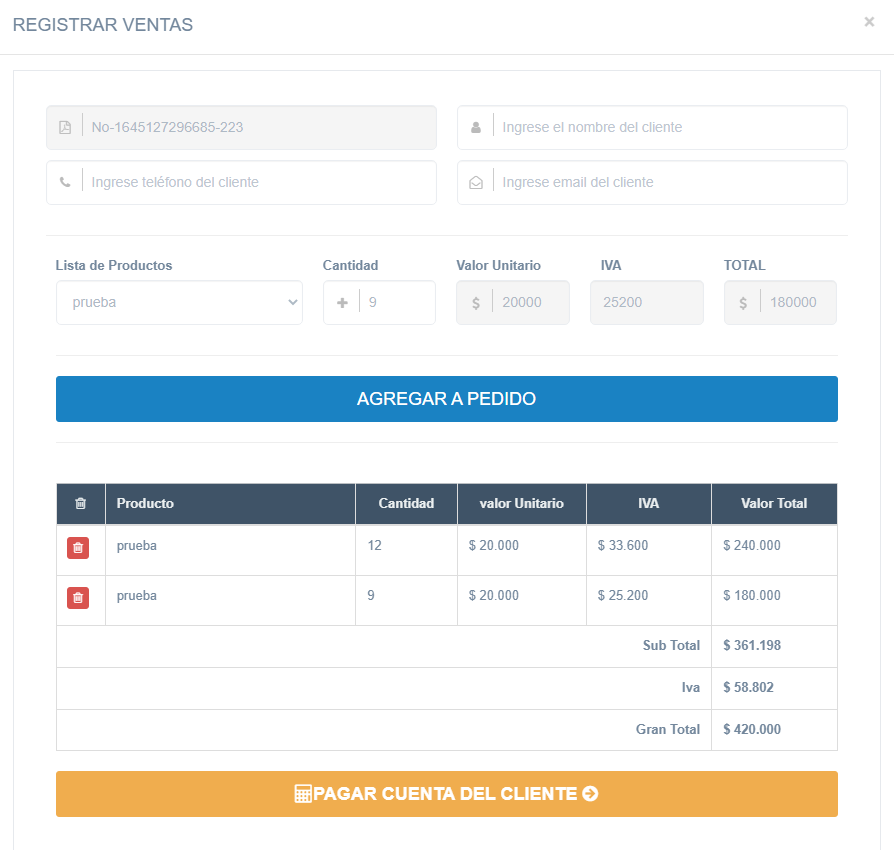 REGISTRAR VENTAS ×
No-1645127296685-223 Ingrese el nombre del cliente
Ingrese teléfono del cliente Ingrese email del cliente
Lista de Productos Cantidad Valor Unitario IVA TOTAL
prueba 9 $ 20000 25200 $ 180000
AGREGAR A PEDIDO
Producto Cantidad valor Unitario IVA Valor Total
prueba 12 $ 20.000 $ 33.600 $ 240.000
prueba 9 $ 20.000 $ 25.200 $ 180.000
Sub Total $ 361.198
Iva $ 58.802
Gran Total $ 420.000
PAGAR CUENTA DEL CLIENTE